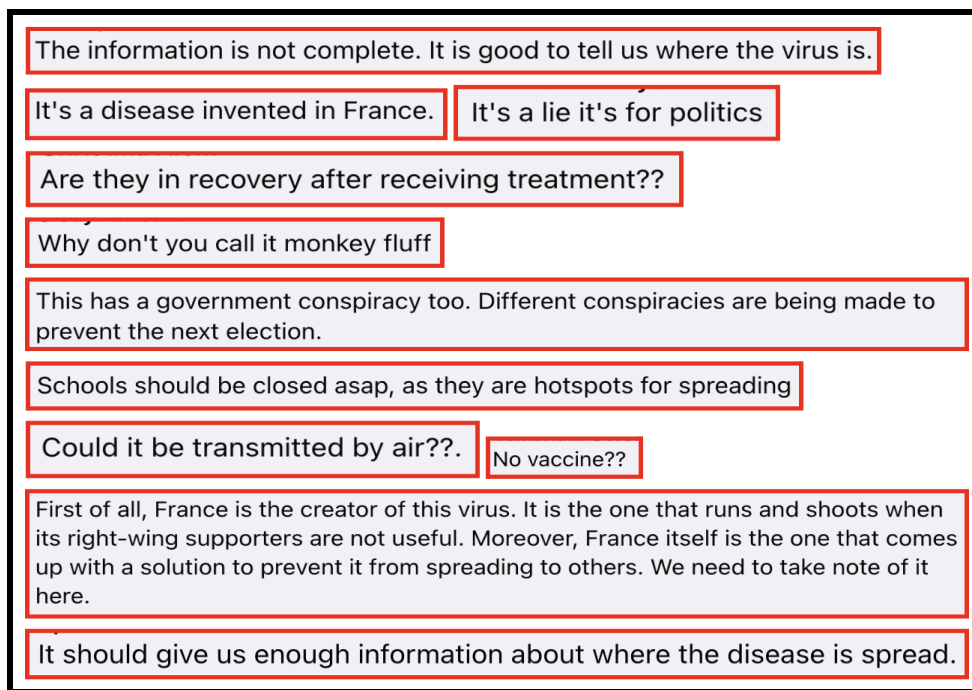 The information is not complete. It is good to tell us where the virus is.
It's a disease invented in France.
It's a lie it's for politics
Are they in recovery after receiving treatment??
Why don't you call it monkey fluff
This has a government conspiracy too. Different conspiracies are being made to
prevent the next election.
Schools should be closed asap, as they are hotspots for spreading
Could it be transmitted by air??.
No vaccine??
First of all, France is the creator of this virus. It is the one that runs and shoots when
its right-wing supporters are not useful. Moreover, France itself is the one that comes
up with a solution to prevent it from spreading to others. We need to take note of it
here.
It should give us enough information about where the disease is spread.